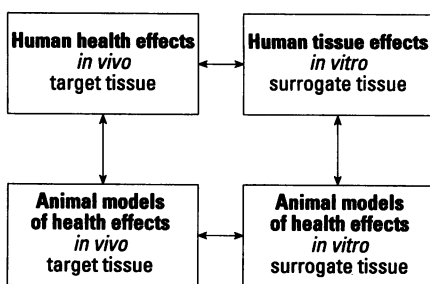 Human health effects
in vivo
target tissue
Human tissue effects
in vitro
surrogate tissue
Animal models
of health effects
in vivo
target tissue
Animal models
of health effects
in vitro
surrogate tissue